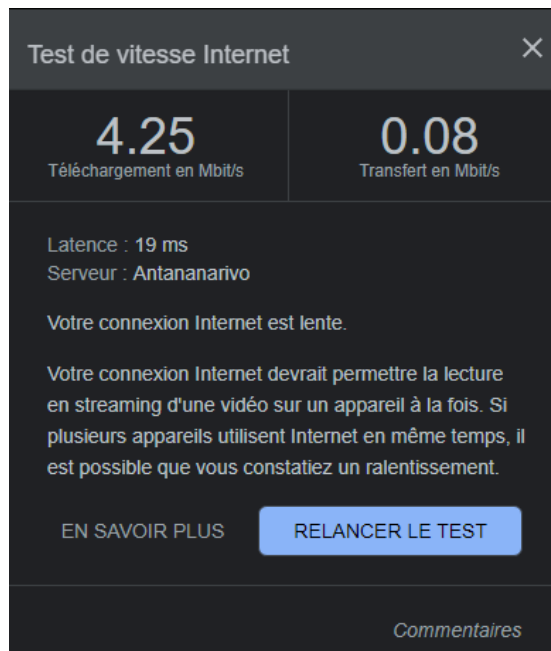 Test de vitesse Internet
4.25
Téléchargement en Mbit/s
0.08
Transfert en Mbit/s
Latence : 19 ms
Serveur : Antananarivo
Votre connexion Internet est lente.
Votre connexion Internet devrait permettre la lecture
en streaming d'une vidéo sur un appareil à la fois. Si
plusieurs appareils utilisent Internet en même temps, il
est possible que vous constatiez un ralentissement.
EN SAVOIR PLUS
RELANCER LE TEST
Commentaires